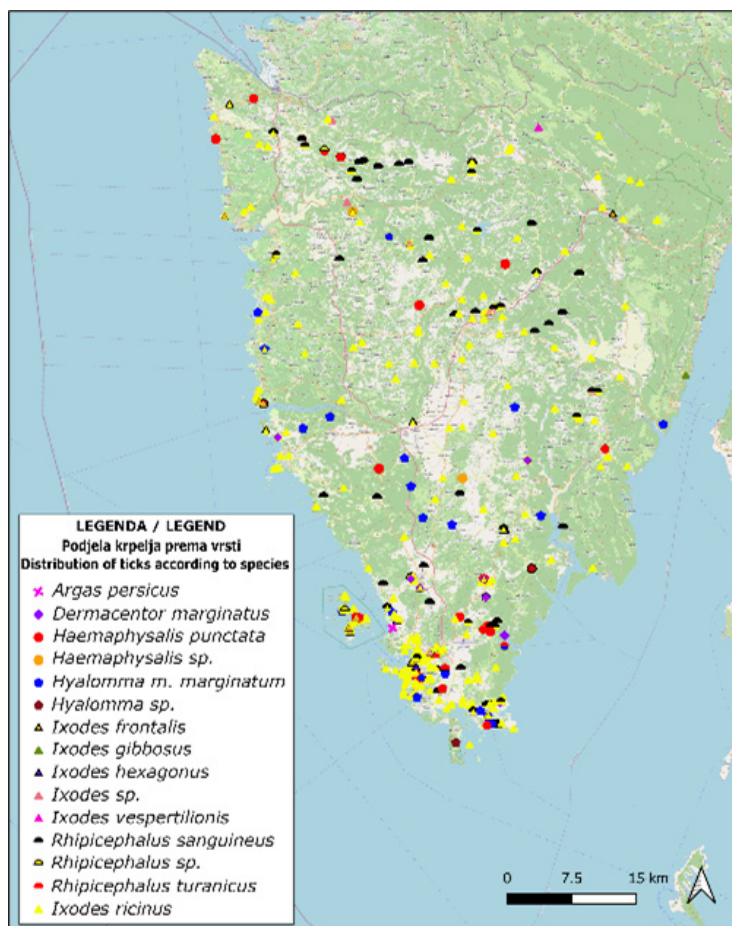 LEGENDA / LEGEND
Podjela krpelja prema vrsti
Distribution of ticks according to species
Argas persicus
Dermacentor marginatus
Haemaphysalis punctata
Haemaphysalis sp.
Hyalomma m. marginatum
Hyalomma sp.
Ixodes frontalis
Ixodes gibbosus
Ixodes hexagonus
Ixodes sp.
Ixodes vespertilionis
Rhipicephalus sanguineus
Rhipicephalus sp.
Rhipicephalus turanicus
Ixodes ricinus
0 7.5 15 km